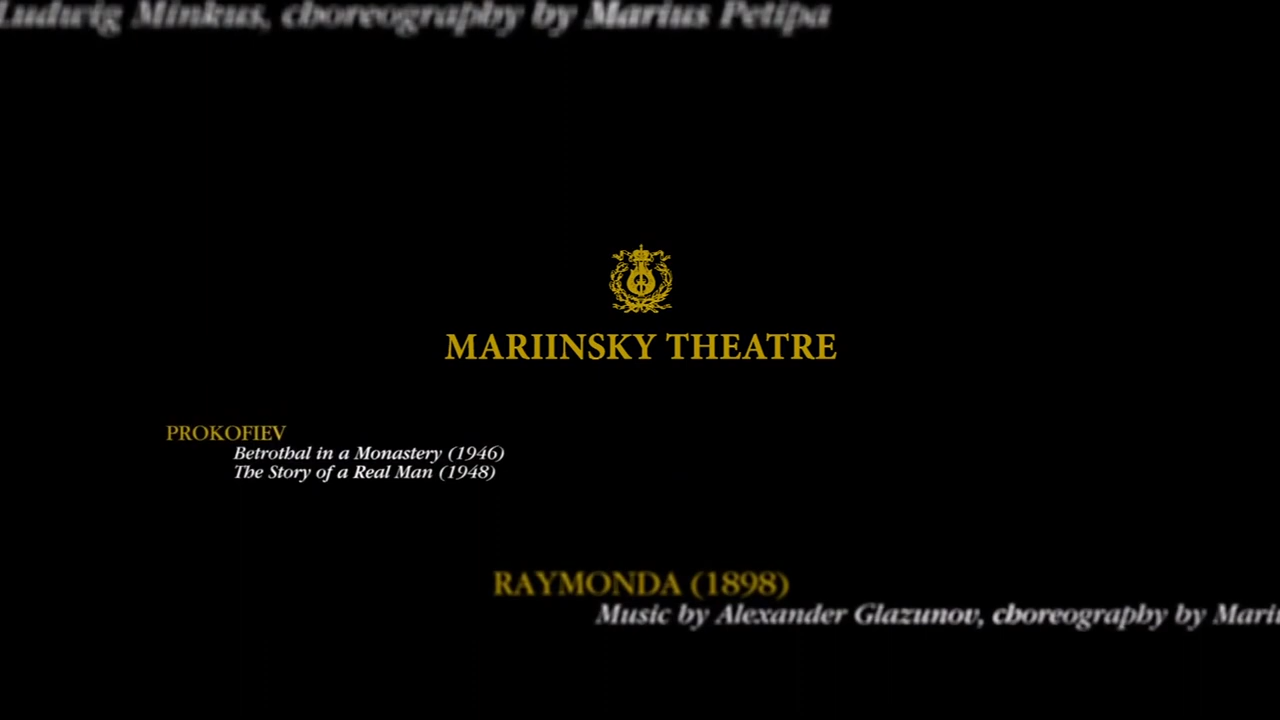 Ludwig Minkus, choreography by Marius Petipa
MARIINSKY THEATRE
PROKOFIEV
Betrothal in a Monastery (1946)
The Story of a Real Man (1948)
RAYMONDA (1898)
Music by Alexander Glazunov, choreography by